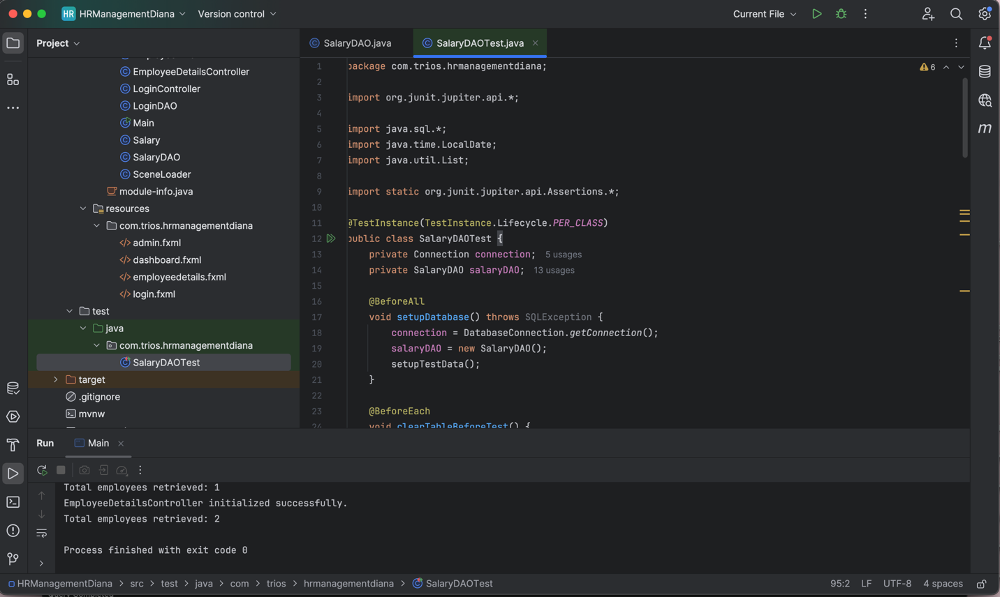 HR HRManagementDiana Version control Current File
Project
SalaryDAO.java SalaryDAOTest.java
EmployeeDetailsController
LoginController
LoginDAO
Main
Salary
SalaryDAO
SceneLoader
module-info.java
resources
com.trios.hrmanagementdiana
admin.fxml
dashboard.fxml
employeedetails.fxml
login.fxml
test
java
com.trios.hrmanagementdiana
SalaryDAOTest
target
.gitignore
mvnw
6
1 package com.trios.hrmanagementdiana;
2
3 import org.junit.jupiter.api.*;
4
5 import java.sql.*;
6 import java.time.LocalDate;
7 import java.util.List;
8
9 import static org.junit.jupiter.api.Assertions.*;
10
11 @TestInstance(TestInstance.Lifecycle.PER_CLASS)
12 public class SalaryDAOTest {
13 private Connection connection; 5 usages
14 private SalaryDAO salaryDAO; 13 usages
15
16 @BeforeAll
17 void setupDatabase() throws SQLException {
18 connection = DatabaseConnection.getConnection();
19 salaryDAO = new SalaryDAO();
20 setupTestData();
21 }
22
23 @BeforeEach
24 void clearTableBeforeTest() {
m
Run Main
Total employees retrieved: 1
EmployeeDetailsController initialized successfully.
Total employees retrieved: 2
Process finished with exit code 0
HRManagementDiana > src > test > java > com > trios > hrmanagementdiana > SalaryDAOTest 95:2 LF UTF-8 4 spaces
Query Completed